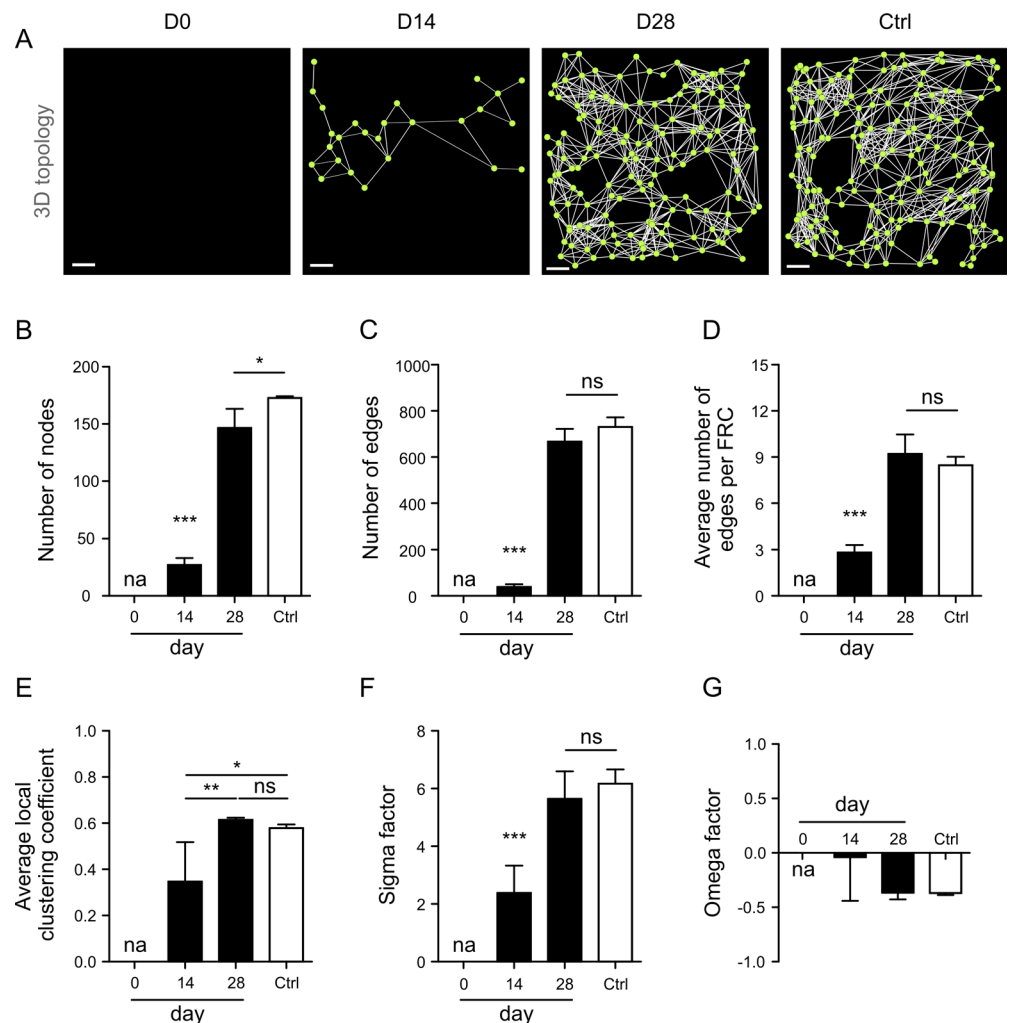 D0 D14 D28 Ctrl
A
3D topology
B
Number of nodes
200
150
100
50
0
na
***
*
0 14 28 Ctrl
day
C
Number of edges
1000
800
600
400
200
0
na
***
ns
0 14 28 Ctrl
day
D
Average number of
edges per FRC
15
12
9
6
3
0
na
***
ns
0 14 28 Ctrl
day
E
Average local
clustering coefficient
1.0
0.8
0.6
0.4
0.2
0.0
na
*
** ns
0 14 28 Ctrl
day
F
Sigma factor
8
6
4
2
0
na
***
ns
0 14 28 Ctrl
day
G
Omega factor
1.0
0.5
0.0
-0.5
-1.0
day
0 14 28 Ctrl
na